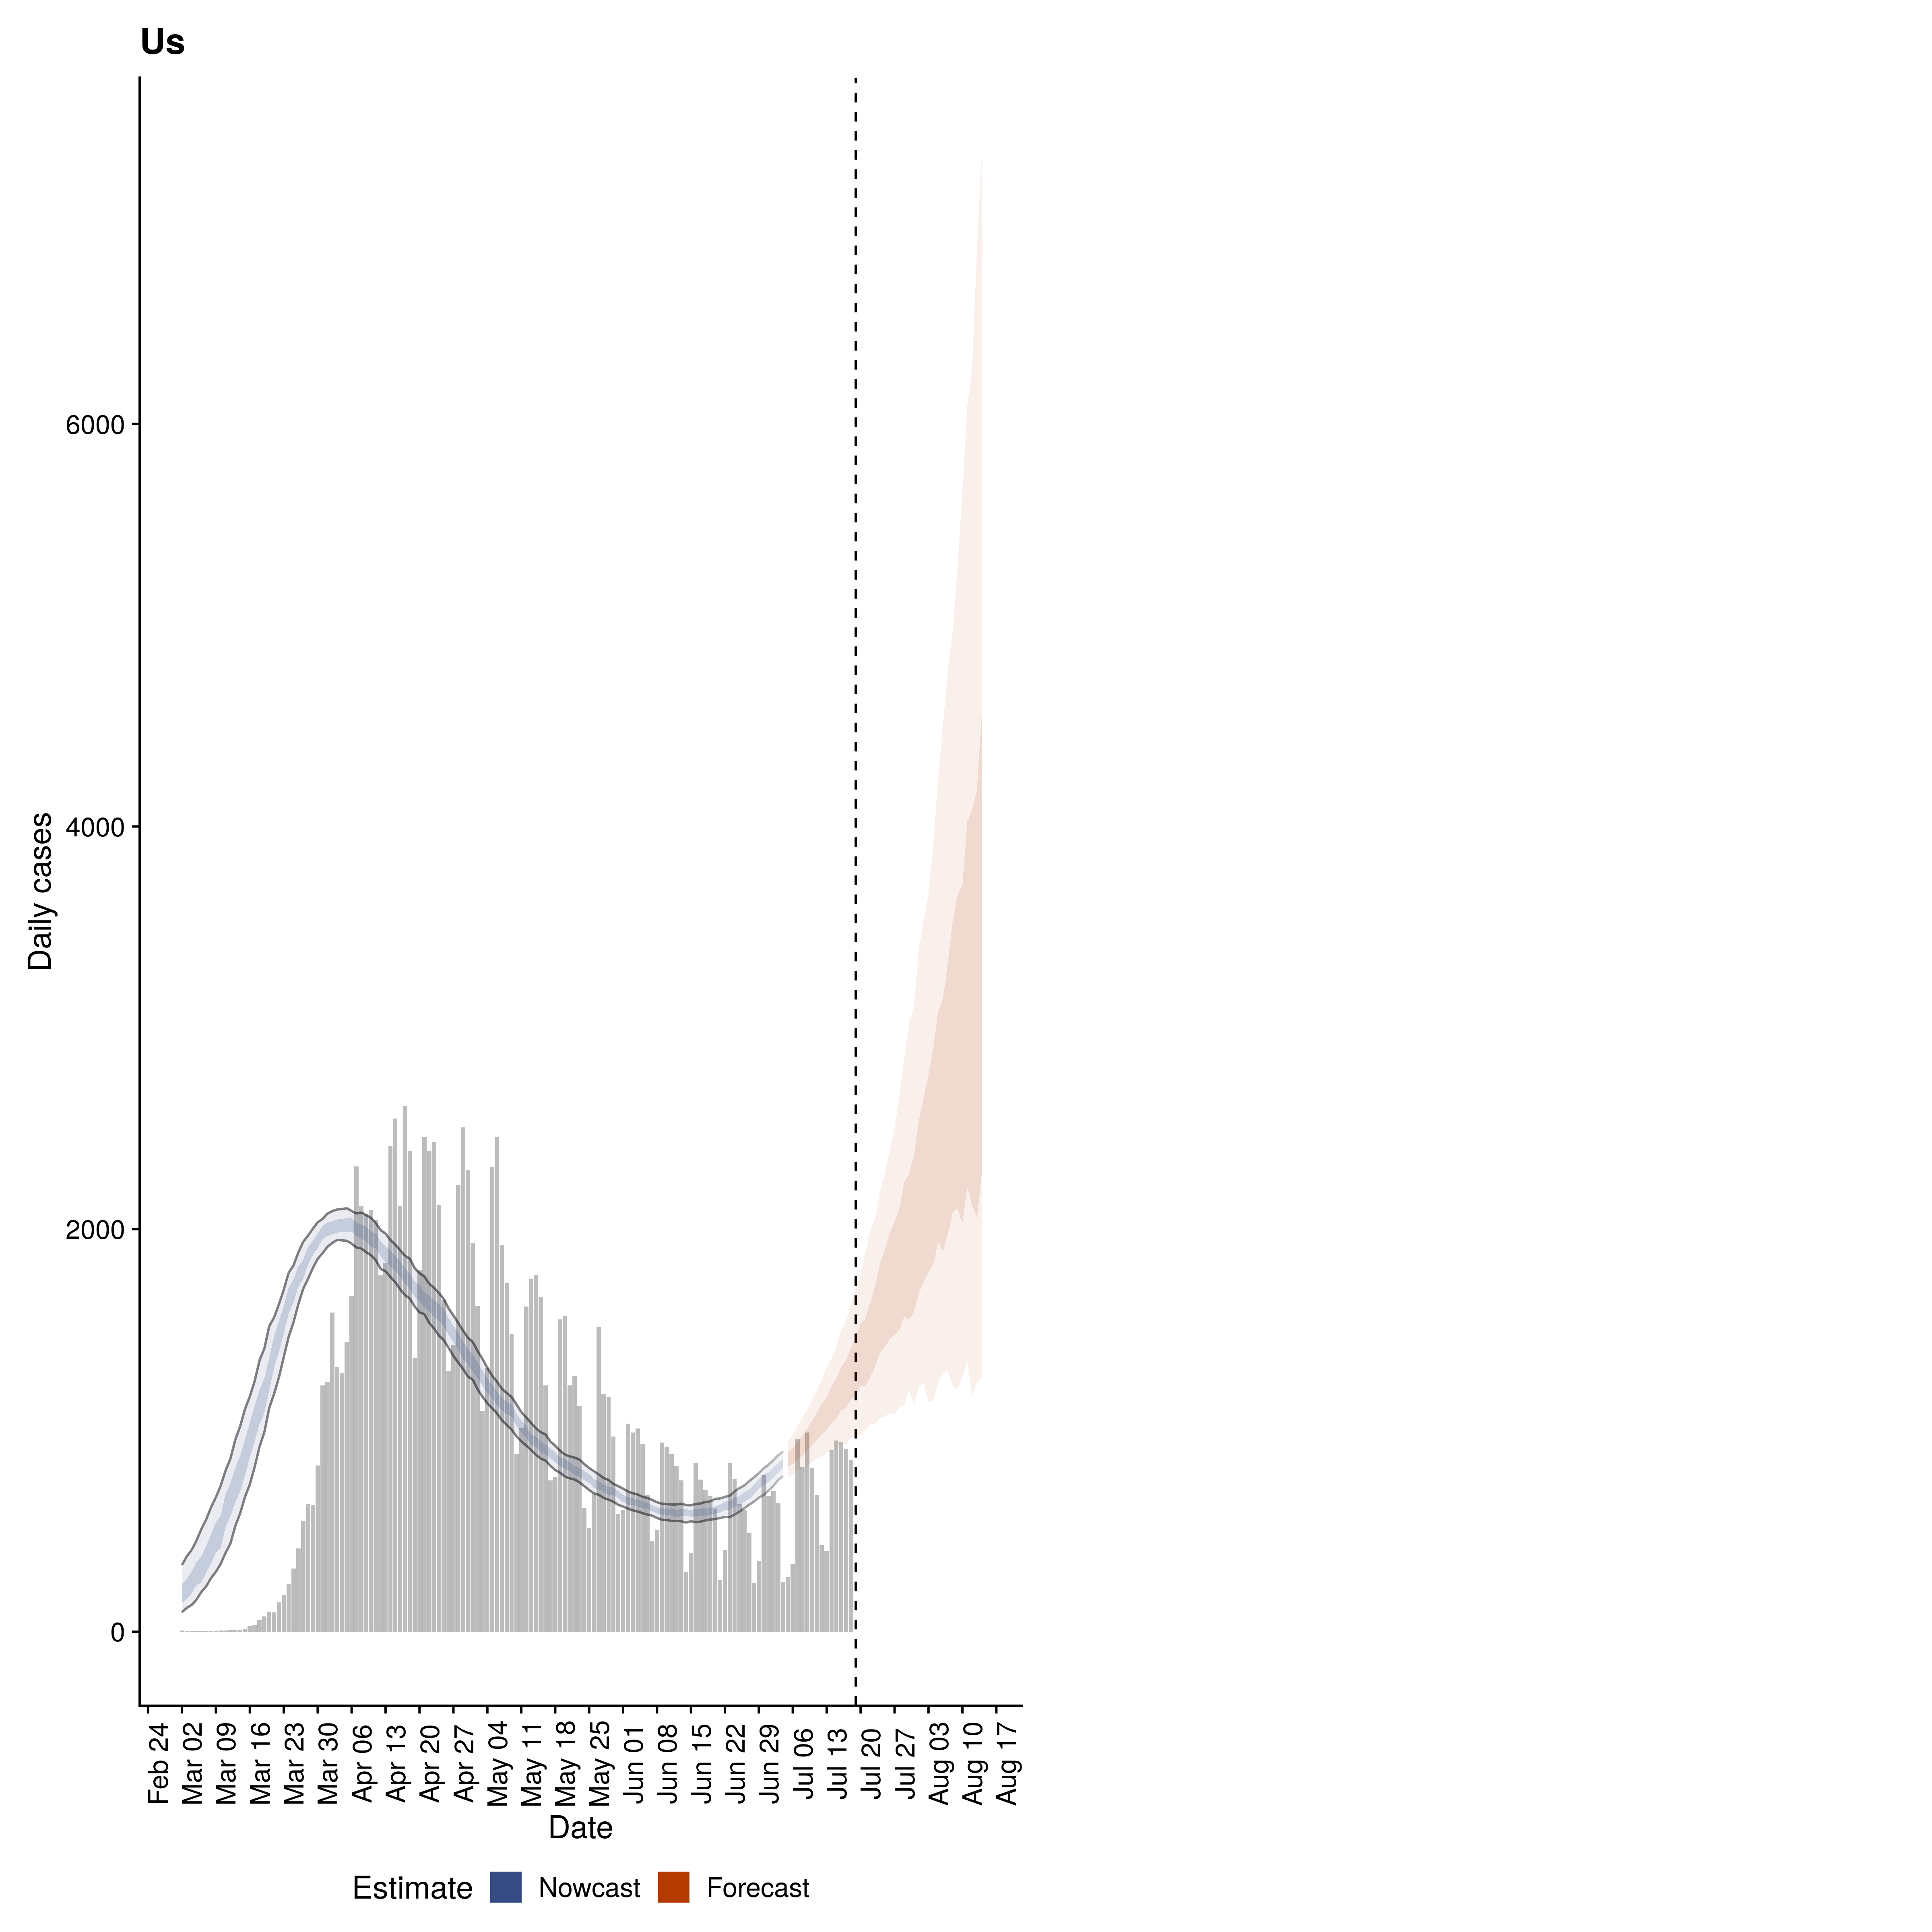 Us
Daily cases
6000
4000
2000
0
Feb 24
Mar 02
Mar 09
Mar 16
Mar 23
Mar 30
Apr 06
Apr 13
Apr 20
Apr 27
May 04
May 11
May 18
May 25
Jun 01
Jun 08
Jun 15
Jun 22
Jun 29
Jul 06
Jul 13
Jul 20
Jul 27
Aug 03
Aug 10
Aug 17
Date
Estimate Nowcast Forecast